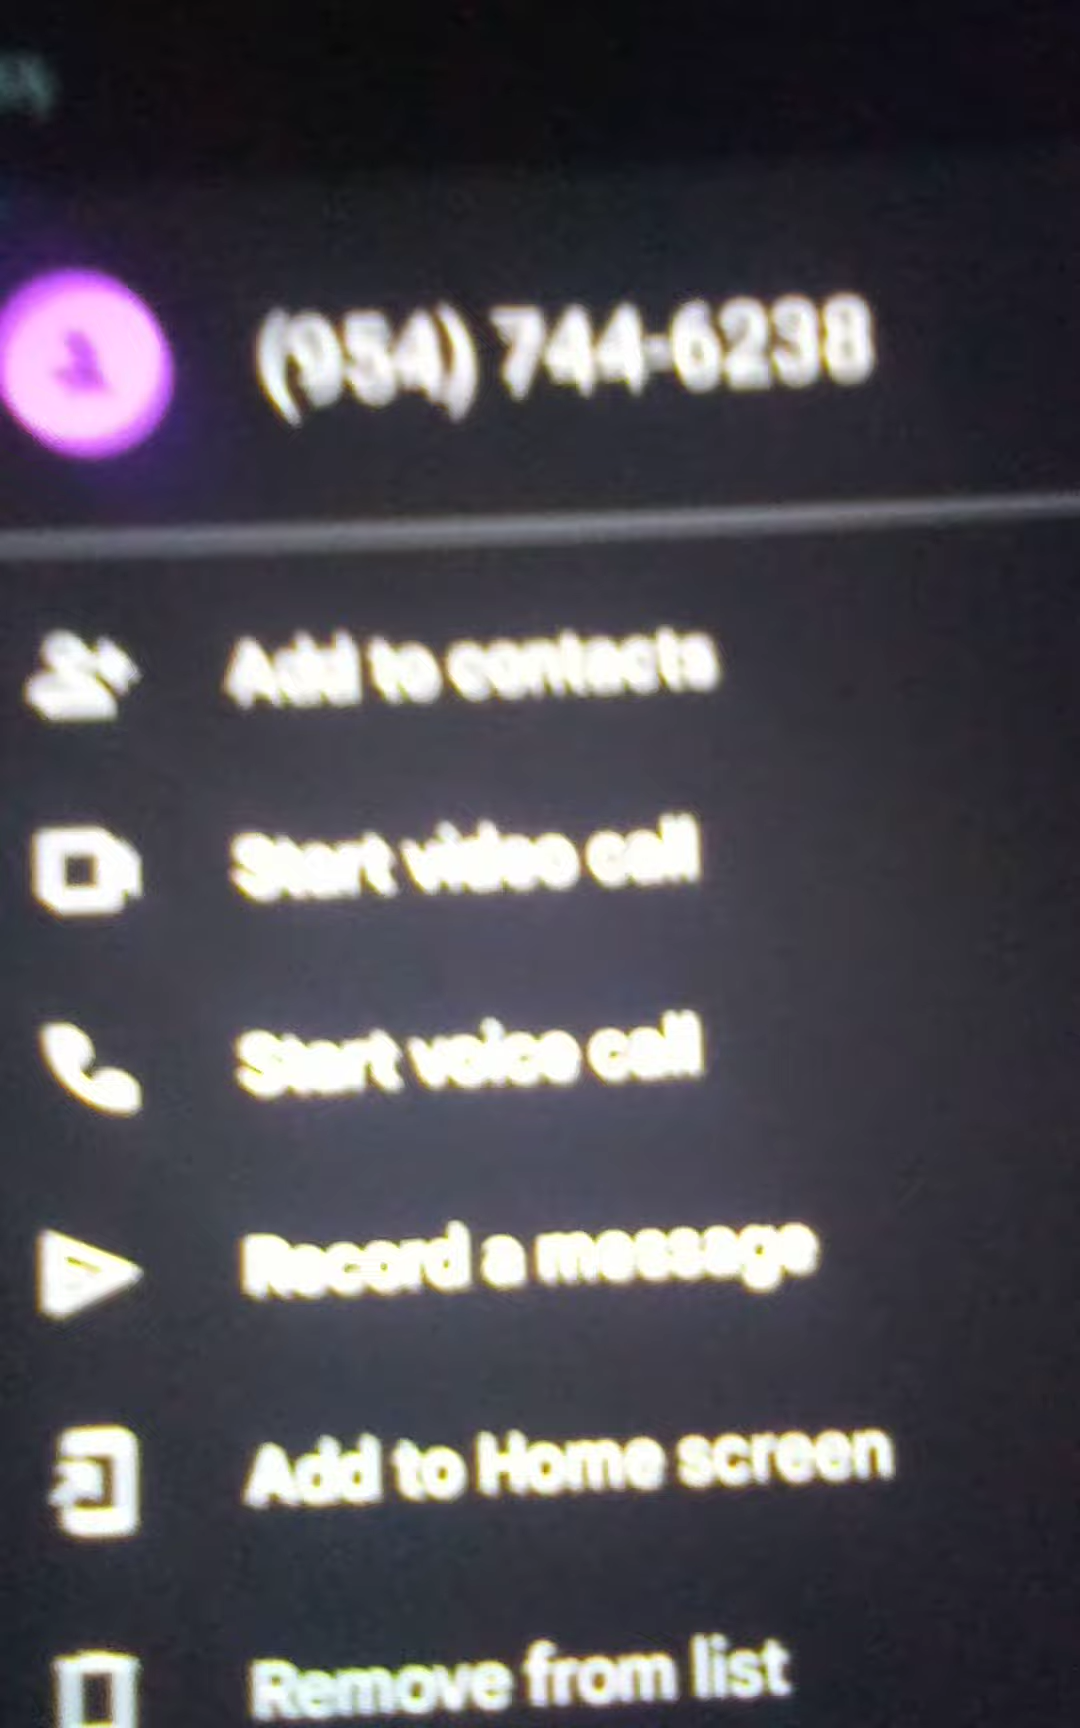 (954) 744-6238
Add to contacts
Start video call
Start voice call
Record a message
Add to Home screen
Remove from list